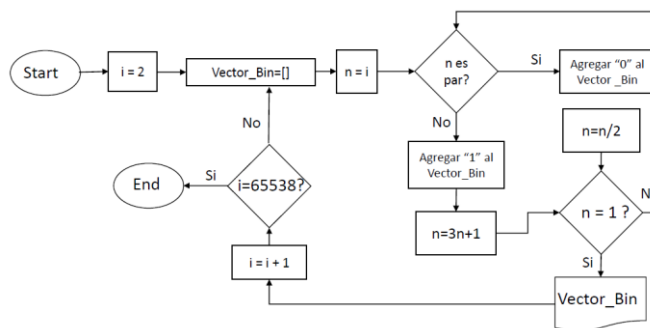 Start
i = 2
Vector_Bin=[]
n = i
n es
par?
Si
Agregar “0” al
Vector _Bin
No
No
Agregar “1” al
Vector_Bin
n=n/2
End
Si
i=65538?
n=3n+1
n = 1 ?
N
i = i + 1
Si
Vector_Bin